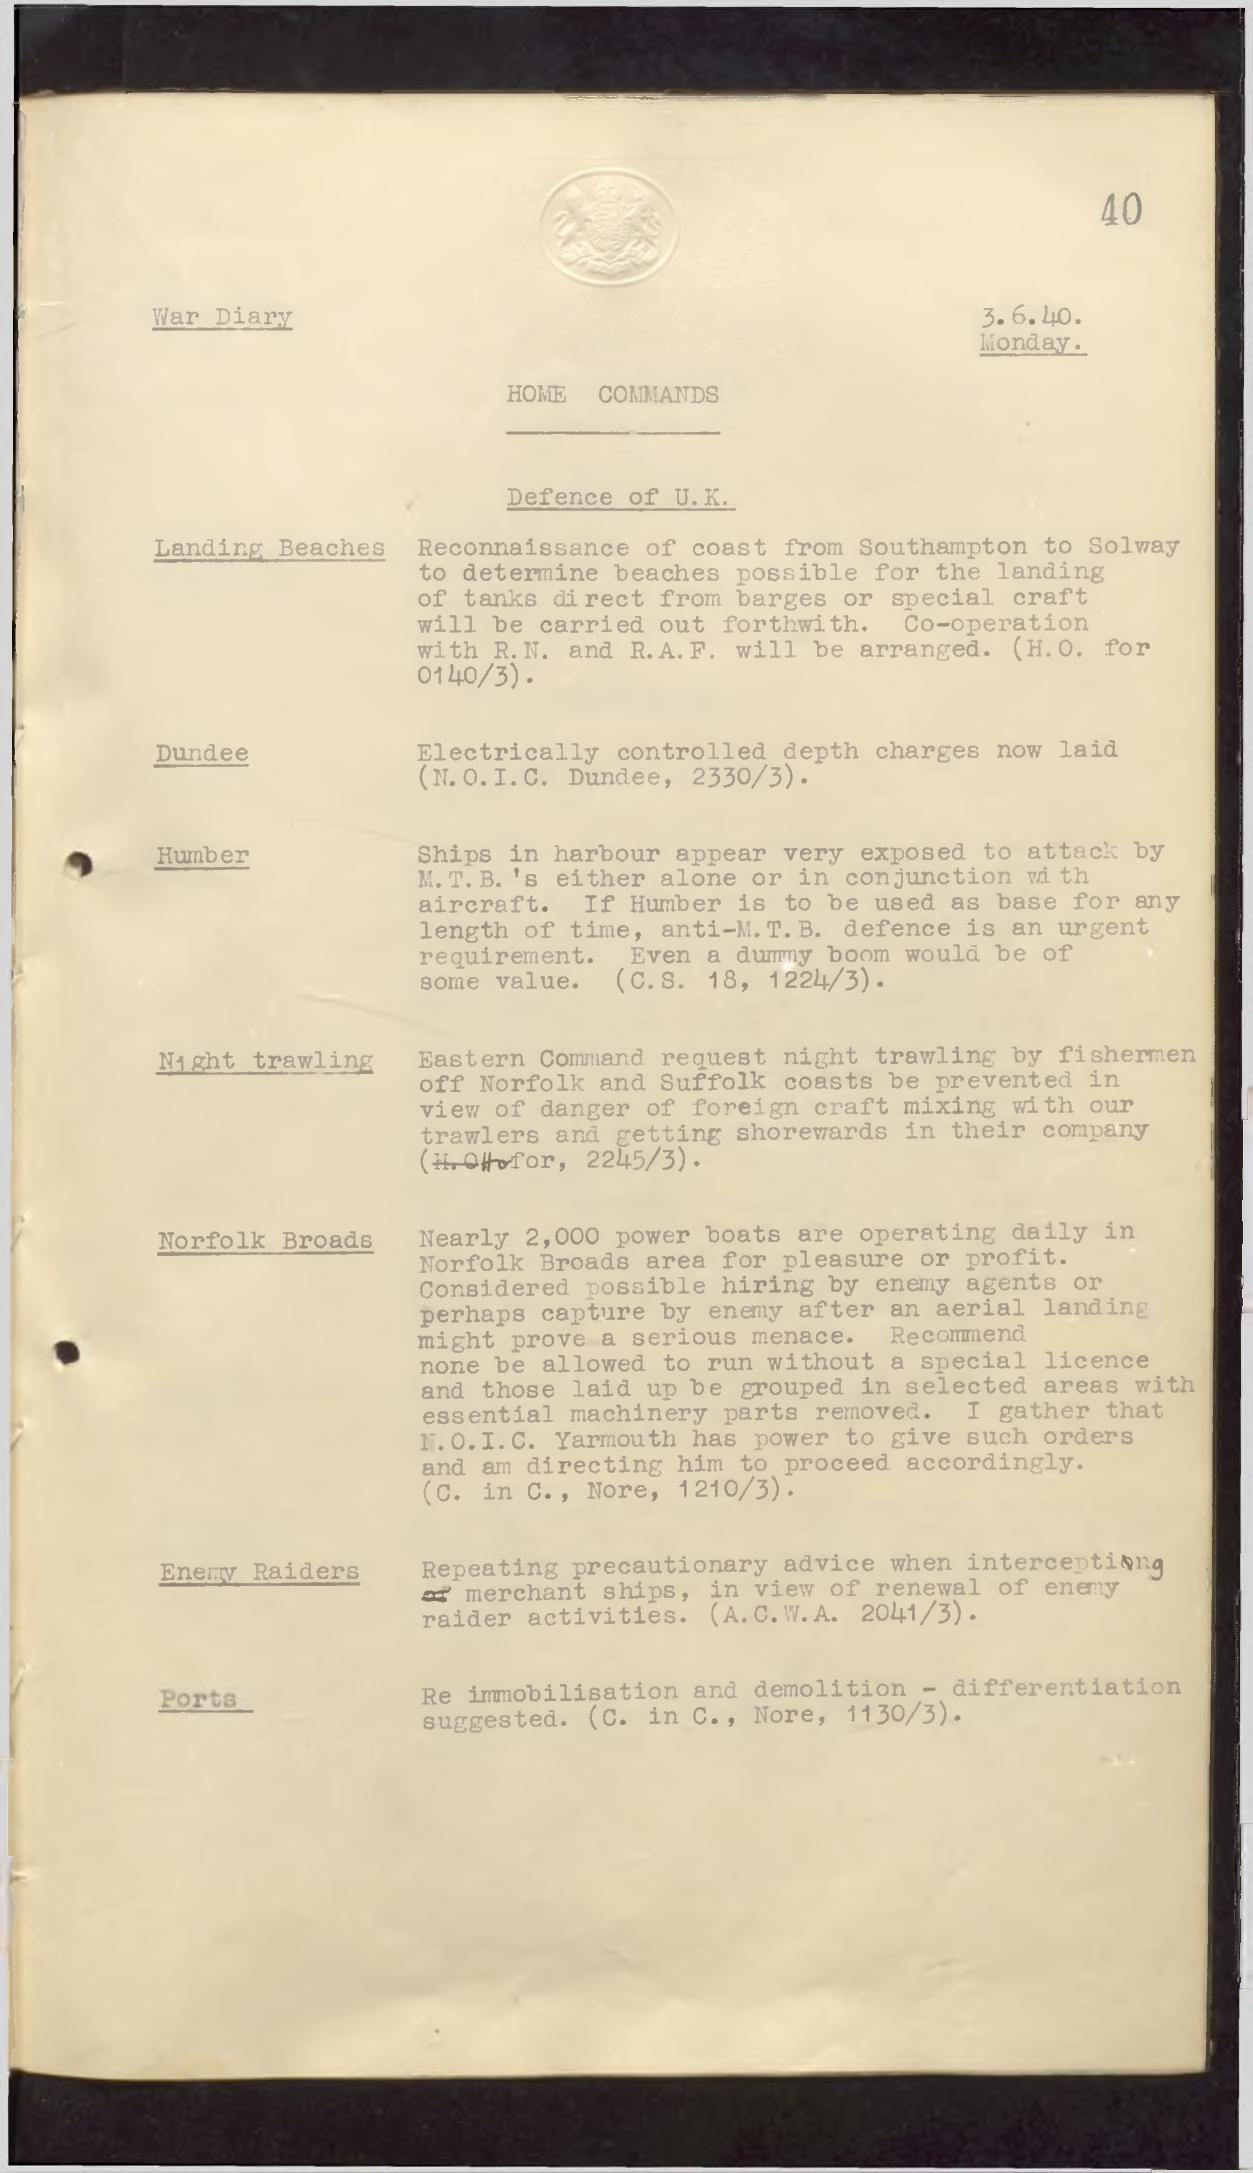 40
War Diary
3.6.40.
Monday.
HOME COMMANDS
Defence of U.K.
Landing Beaches
Reconnaissance of coast from Southampton to Solway
to determine beaches possible for the landing
of tanks direct from barges or special craft
will be carried out forthwith. Co-operation
with R.N. and R.A.F. will be arranged. (H.O. for
0140/3).
Dundee
Electrically controlled depth charges now laid
(N.O.I.C. Dundee, 2330/3).
Humber
Ships in harbour appear very exposed to attack by
M.T.B.'s either alone or in conjunction with
aircraft. If Humber is to be used as base for any
length of time, anti-M.T.B. defence is an urgent
requirement. Even a dummy boom would be of
some value. (C.S. 18, 1224/3).
Night trawling
Eastern Command request night trawling by fishermen
off Norfolk and Suffolk coasts be prevented in
view of danger of foreign craft mixing with our
trawlers and getting shorewards in their company
(H.O for, 2245/3).
Norfolk Broads
Nearly 2,000 power boats are operating daily in
Norfolk Broads area for pleasure or profit.
Considered possible hiring by enemy agents or
perhaps capture by enemy after an aerial landing
might prove a serious menace. Recommend
none be allowed to run without a special licence
and those laid up be grouped in selected areas with
essential machinery parts removed. I gather that
N.O.I.C. Yarmouth has power to give such orders
and am directing him to proceed accordingly.
(C. in C., Nore, 1210/3).
Enemy Raiders
Repeating precautionary advice when intercepting
merchant ships, in view of renewal of enemy
raider activities. (A.C.W.A. 2041/3).
Ports
Re immobilisation and demolition - differentiation
suggested. (C. in C., Nore, 1130/3).